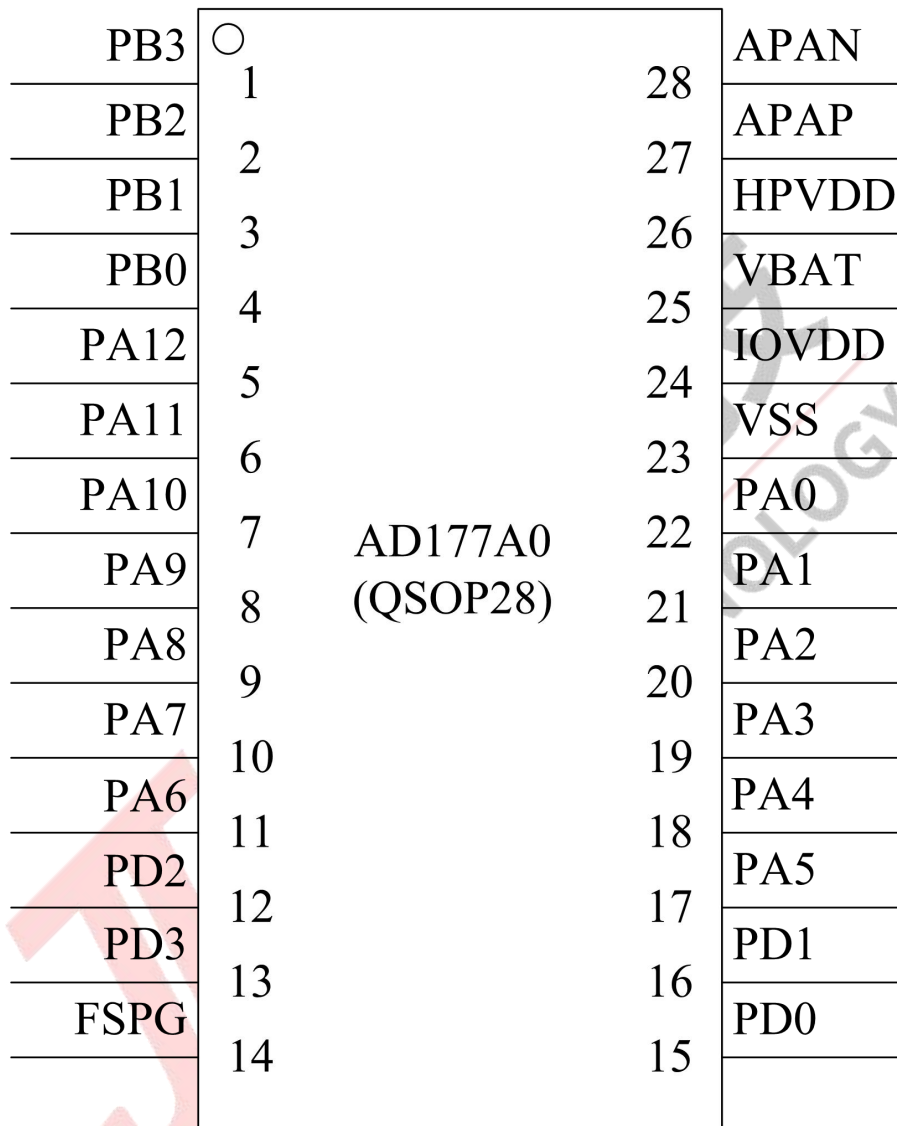 PB3 1 28 APAN
PB2 2 27 APAP
PB1 3 26 HPVDD
PB0 4 25 VBAT
PA12 5 24 IOVDD
PA11 6 23 VSS
PA10 7 22 PA0
AD177A0
PA9 8 21 PA1
(QSOP28)
PA8 9 20 PA2
PA7 10 19 PA3
PA6 11 18 PA4
PD2 12 17 PA5
PD3 13 16 PD1
FSPG 14 15 PD0